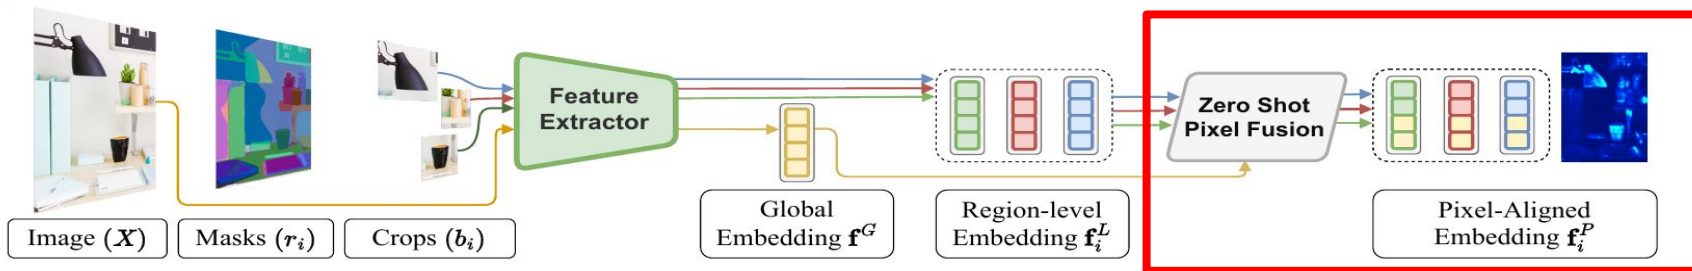 Feature
Extractor
Zero Shot
Pixel Fusion
Image (X)
Masks (r_i)
Crops (b_i)
Global
Embedding f^G
Region-level
Embedding f_i^L
Pixel-Aligned
Embedding f_i^P